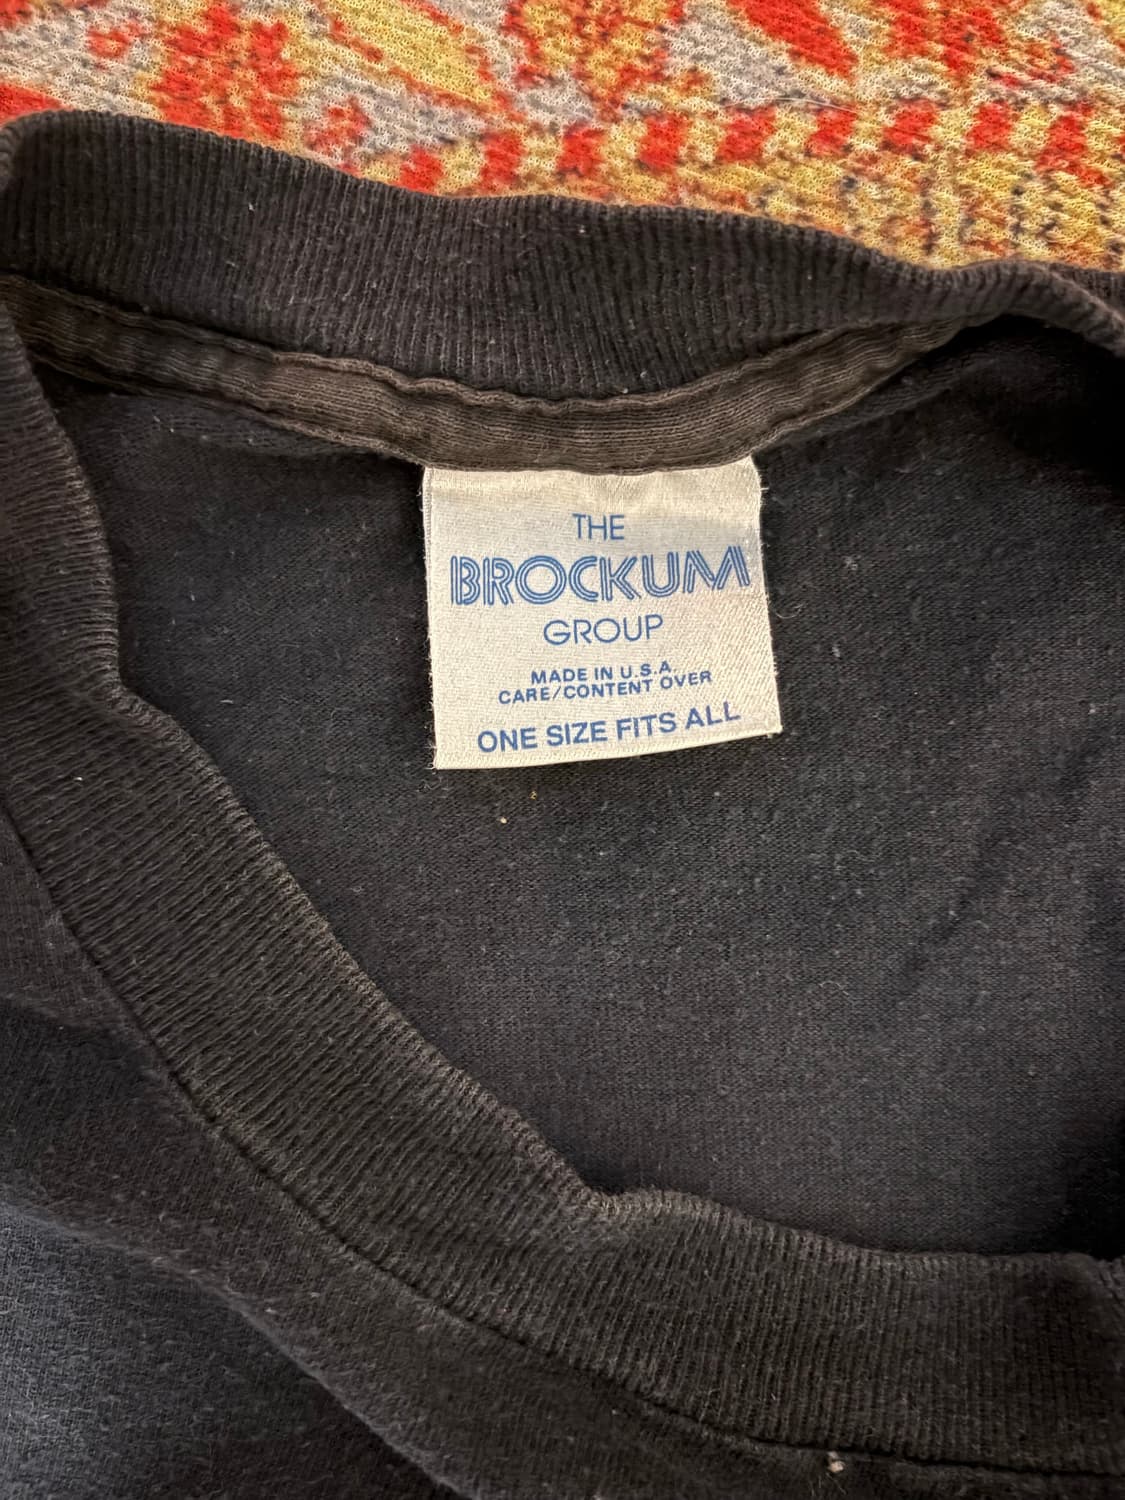 THE
BROCKUM
GROUP
MADE IN U.S.A.
CARE/CONTENT OVER
ONE SIZE FITS ALL